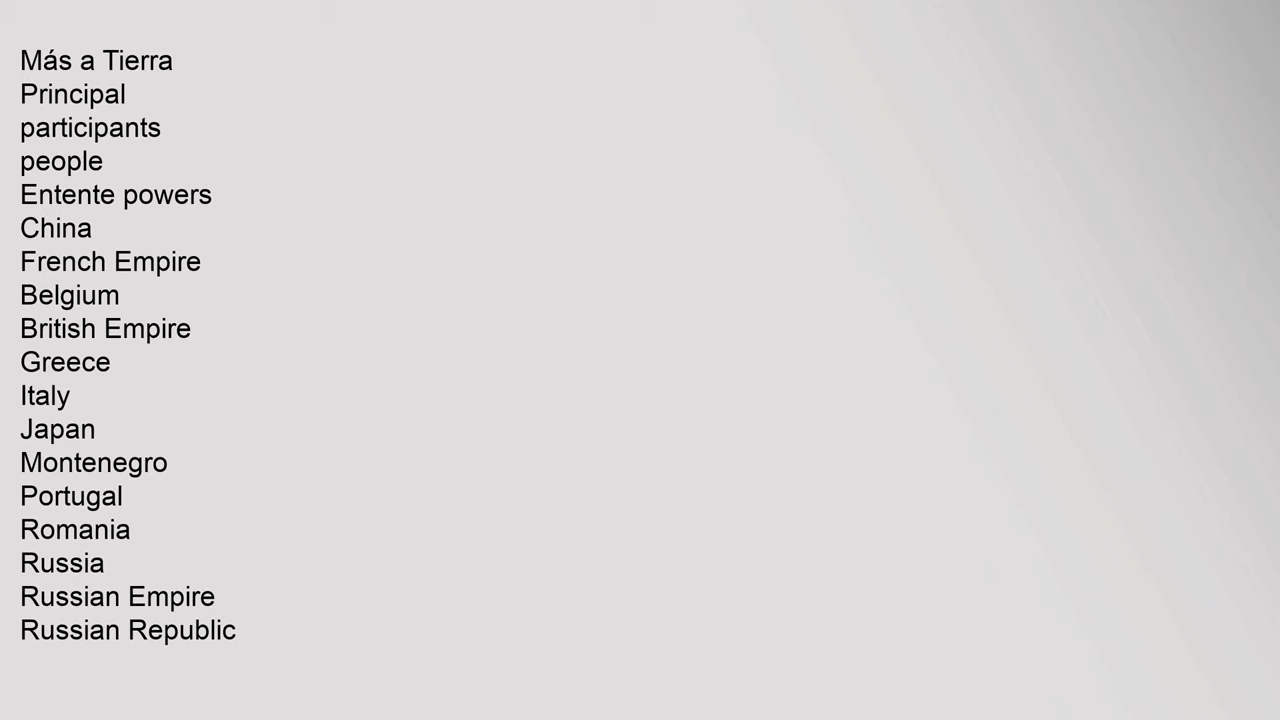 Más a Tierra
Principal
participants
people
Entente powers
China
French Empire
Belgium
British Empire
Greece
Italy
Japan
Montenegro
Portugal
Romania
Russia
Russian Empire
Russian Republic